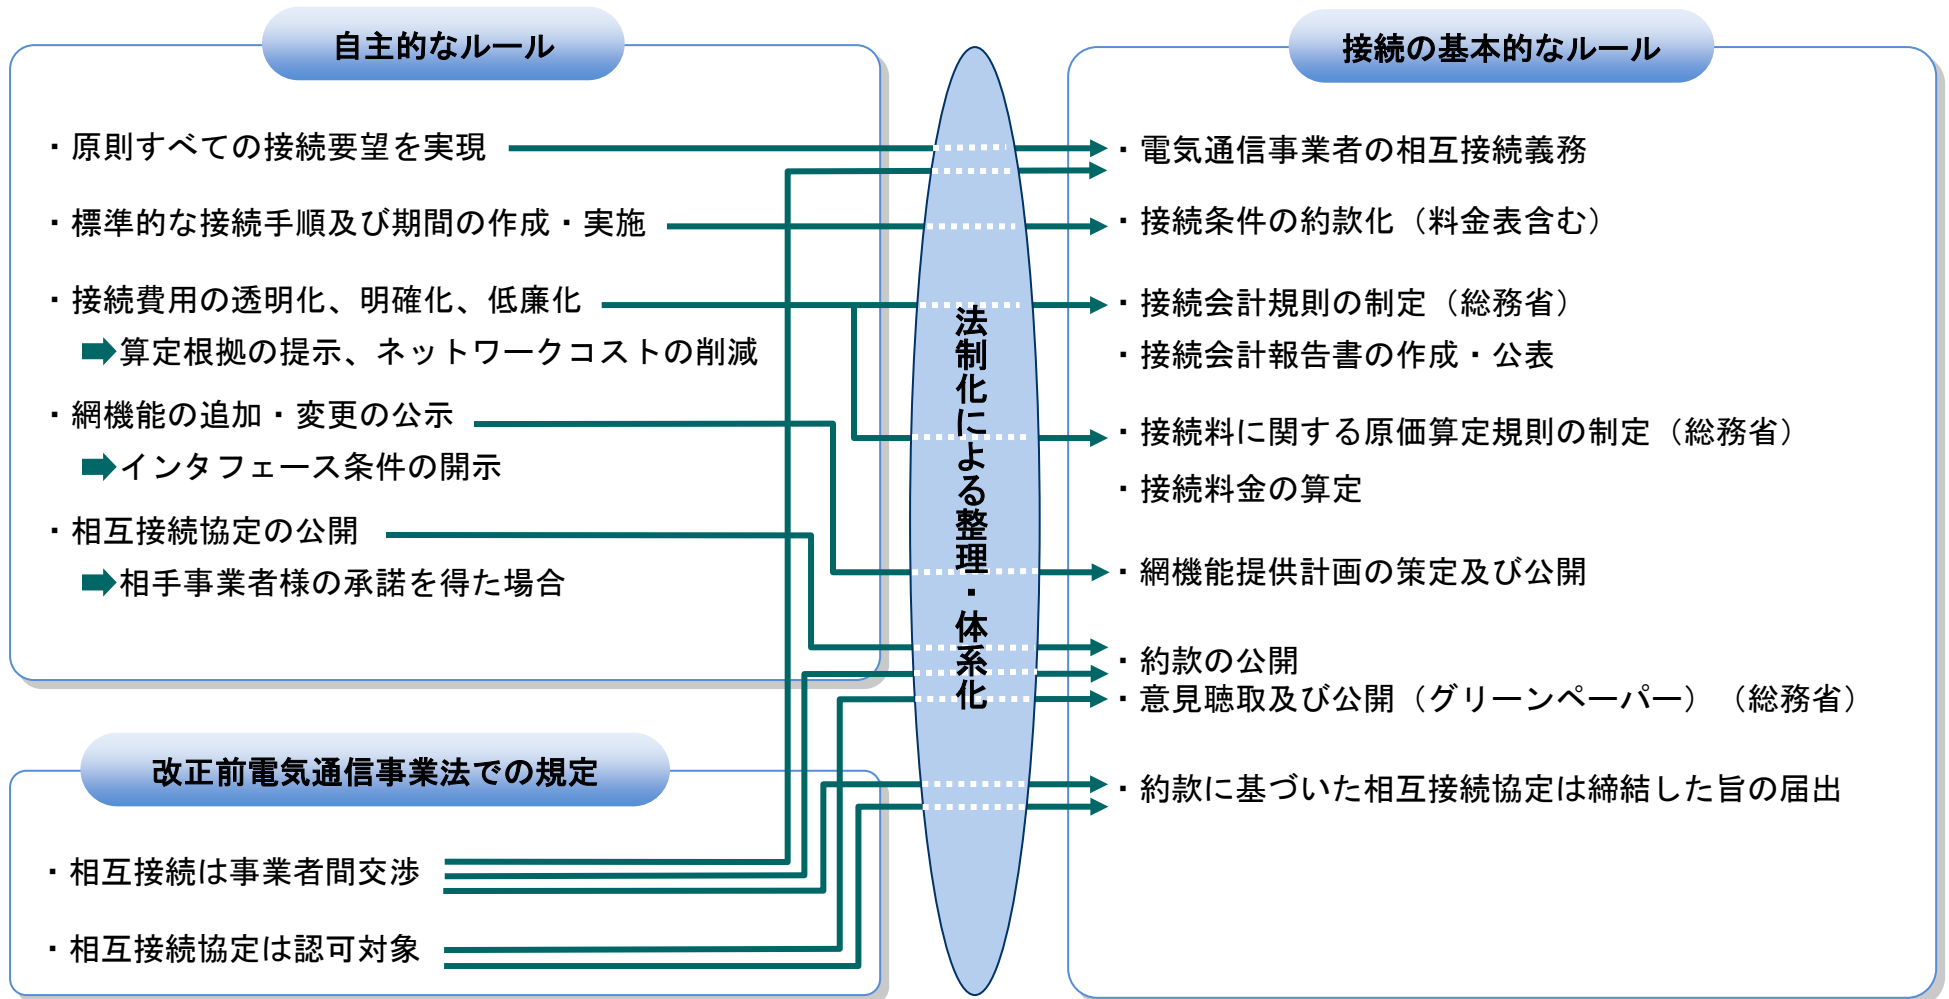 自主的なルール
・原則すべての接続要望を実現
・標準的な接続手順及び期間の作成・実施
・接続費用の透明化、明確化、低廉化
算定根拠の提示、ネットワークコストの削減
・網機能の追加・変更の公示
インタフェース条件の開示
・相互接続協定の公開
相手事業者様の承諾を得た場合
改正前電気通信事業法での規定
・相互接続は事業者間交渉
・相互接続協定は認可対象
法制化による整理・体系化
接続の基本的なルール
・電気通信事業者の相互接続義務
・接続条件の約款化（料金表含む）
・接続会計規則の制定（総務省）
・接続会計報告書の作成・公表
・接続料に関する原価算定規則の制定（総務省）
・接続料金の算定
・網機能提供計画の策定及び公開
・約款の公開
・意見聴取及び公開（グリーンペーパー）（総務省）
・約款に基づいた相互接続協定は締結した旨の届出